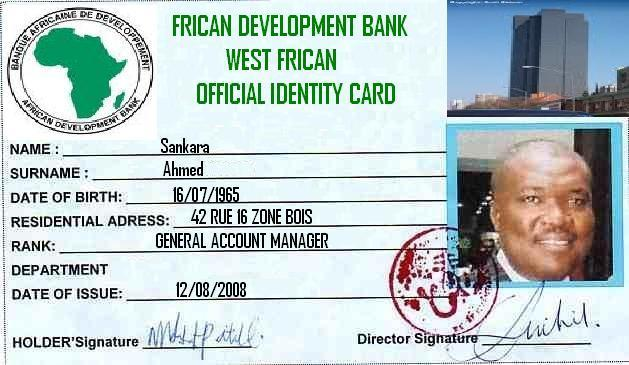 BANQUE AFRICAINE DE DEVELOPPEMENT
AFRICAN DEVELOPMENT BANK
FRICAN DEVELOPMENT BANK
WEST FRICAN
OFFICIAL IDENTITY CARD
NAME : Sankara
SURNAME : Ahmed
DATE OF BIRTH: 16/07/1965
RESIDENTIAL ADRESS: 42 RUE 16 ZONE BOIS
RANK: GENERAL ACCOUNT MANAGER
DEPARTMENT
DATE OF ISSUE: 12/08/2008
HOLDER'Signature
Director Signature